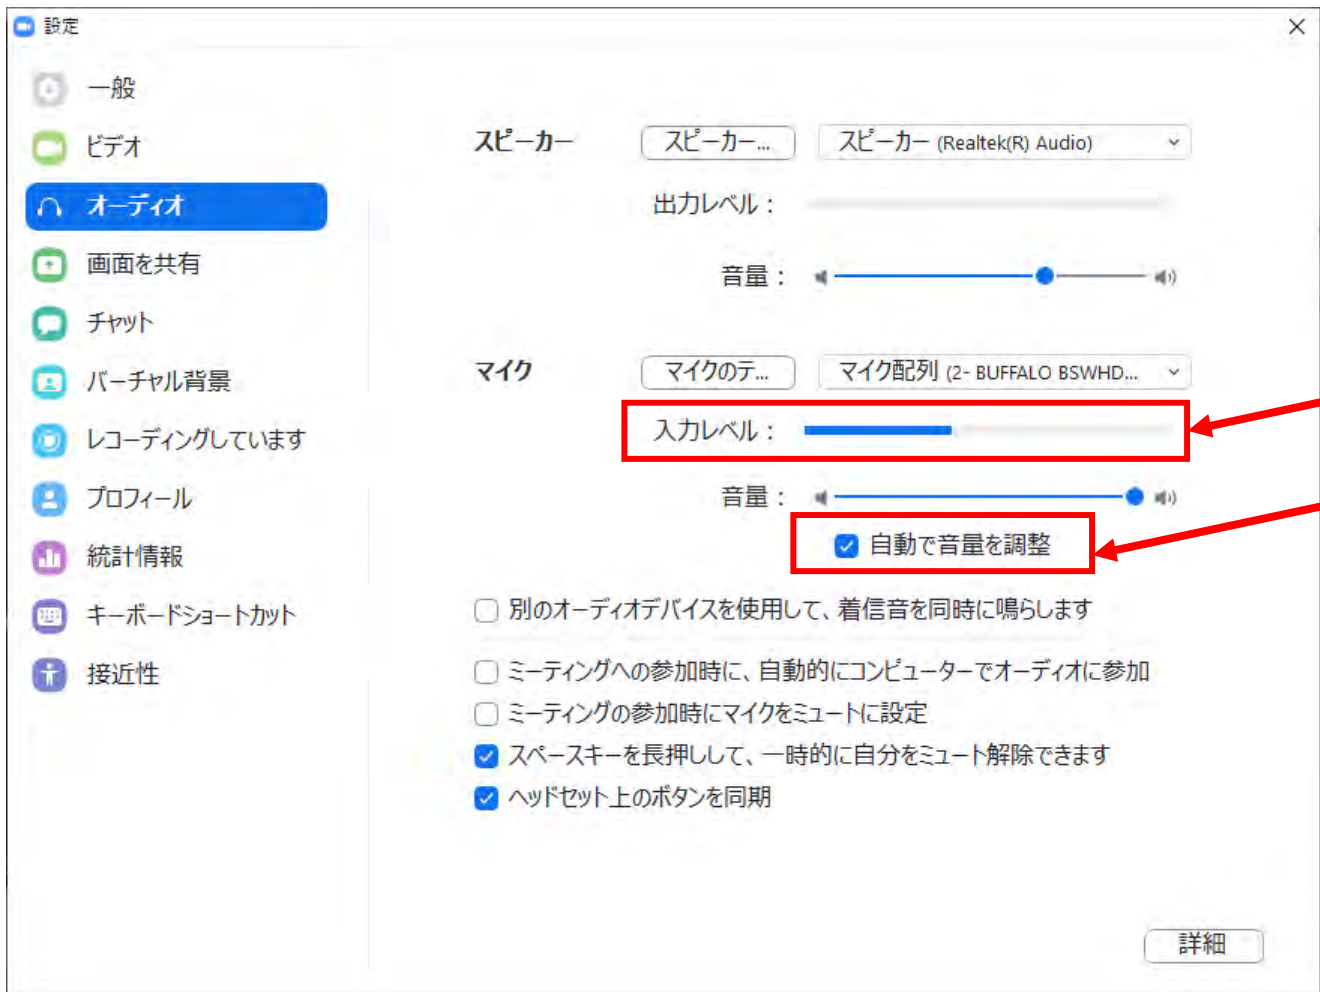 設定
一般
ビデオ
オーディオ
画面を共有
チャット
バーチャル背景
レコーディングしています
プロフィール
統計情報
キーボードショートカット
接近性
スピーカー スピーカー... スピーカー (Realtek(R) Audio)
出力レベル：
音量：
マイク マイクのテ... マイク配列 (2- BUFFALO BSWHD...
入力レベル：
音量：
自動で音量を調整
別のオーディオデバイスを使用して、着信音を同時に鳴らします
ミーティングへの参加時に、自動的にコンピューターでオーディオに参加
ミーティングの参加時にマイクをミュートに設定
スペースキーを長押しして、一時的に自分をミュート解除できます
ヘッドセット上のボタンを同期
詳細